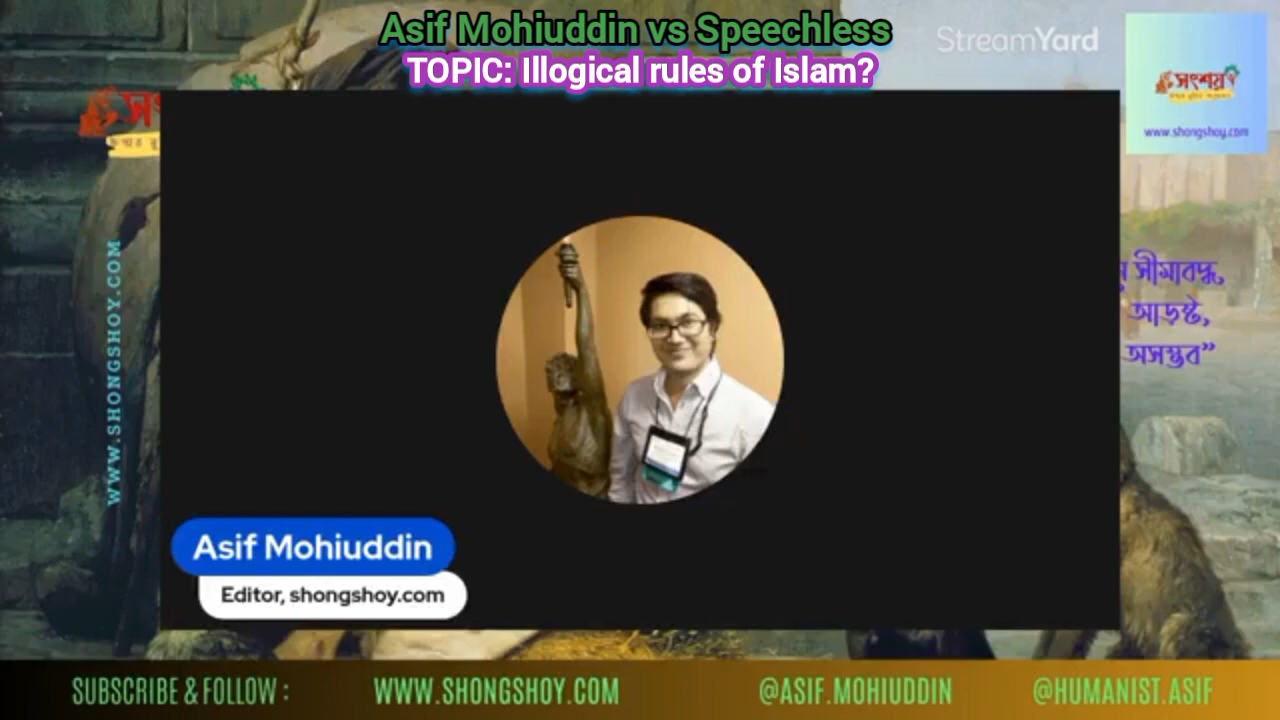 Asif Mohiuddin vs Speechless
TOPIC: Illogical rules of Islam?
StreamYard
সংশয়
www.shongshoy.com
WWW.SHONGSHOY.COM
সীমাবদ্ধ,
আড়ষ্ট,
অসম্ভব”
Asif Mohiuddin
Editor, shongshoy.com
SUBSCRIBE & FOLLOW :
WWW.SHONGSHOY.COM
@ASIF.MOHIUDDIN
@HUMANIST.ASIF